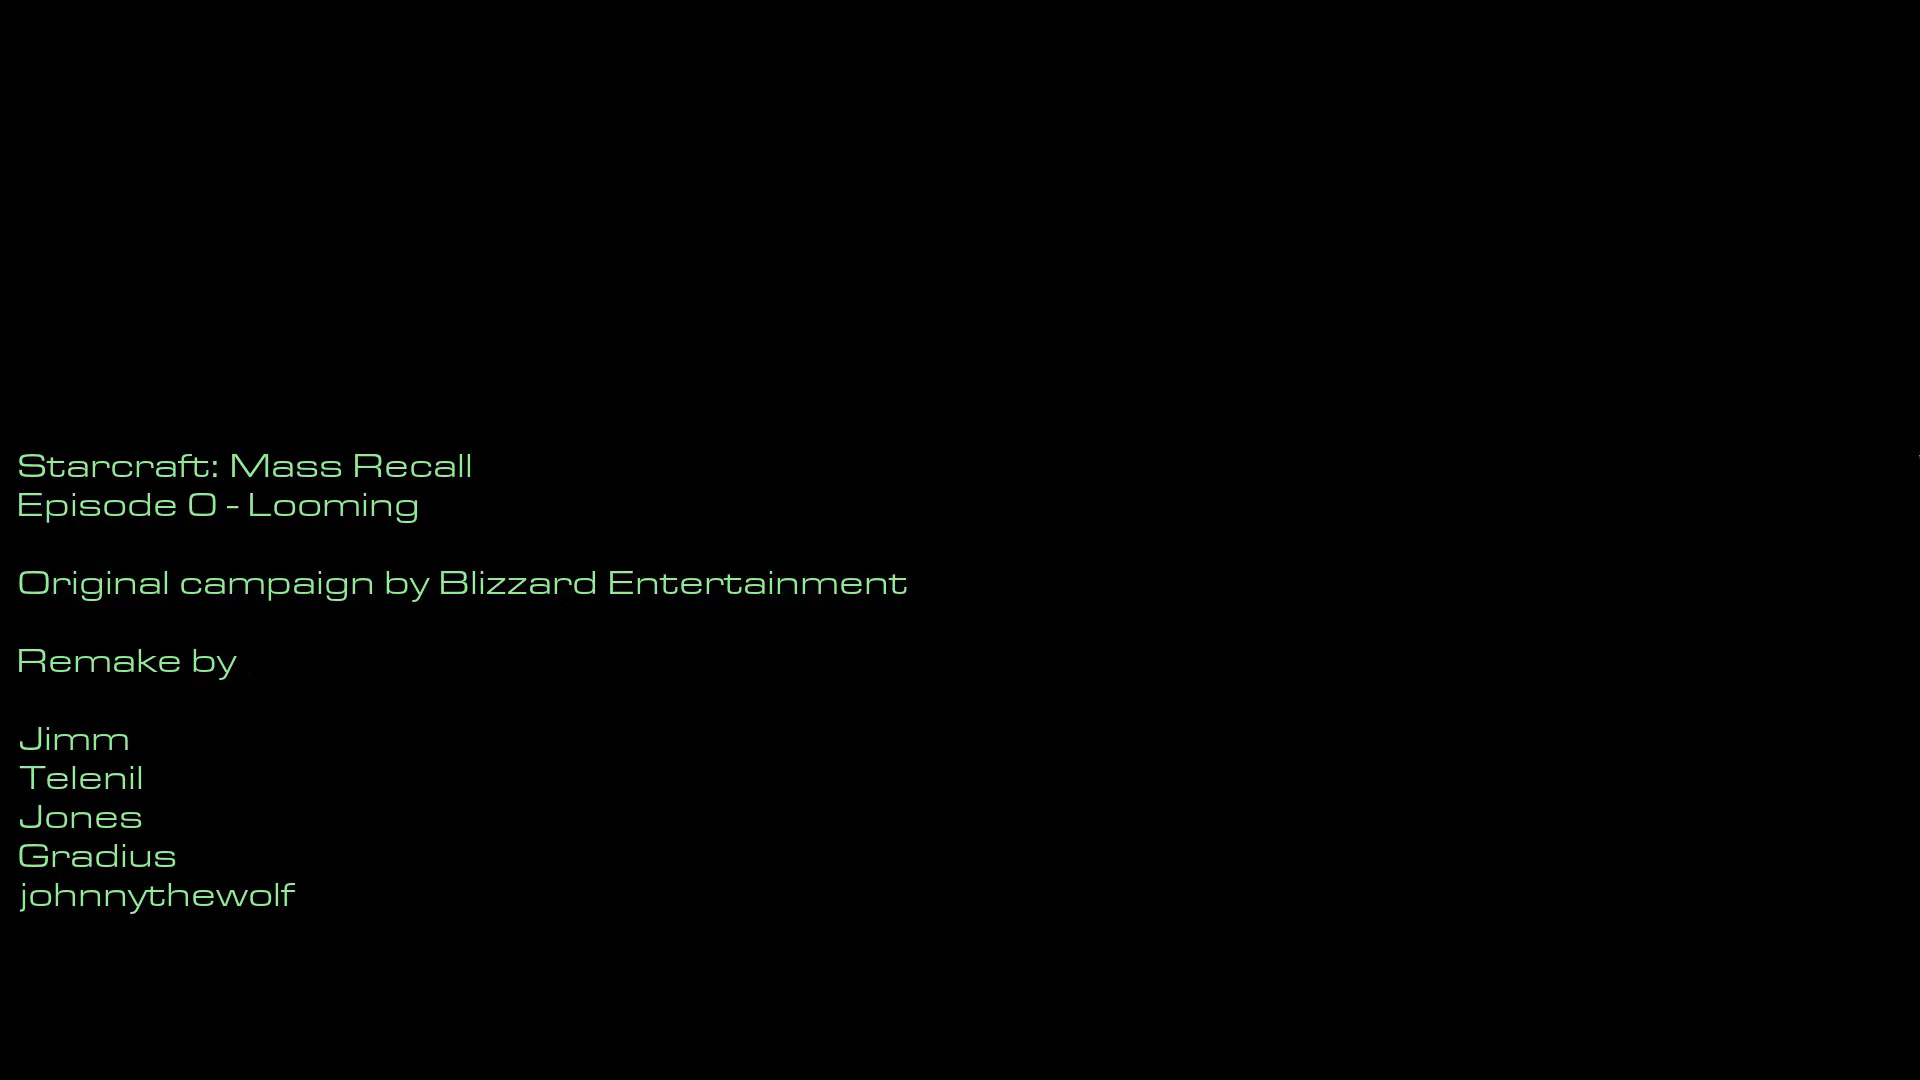 Starcraft: Mass Recall
Episode 0 - Looming
Original campaign by Blizzard Entertainment
Remake by
Jimm
Telenil
Jones
Gradius
johnnythewolf